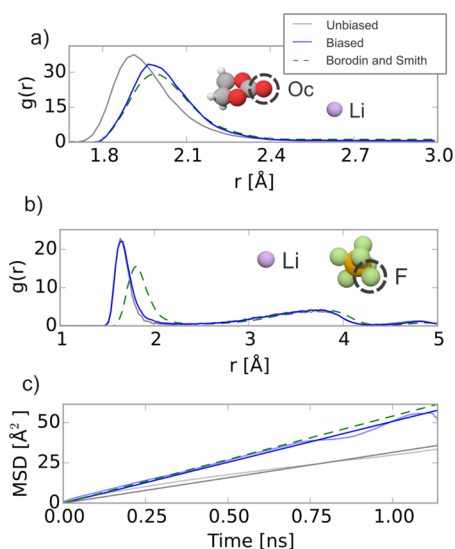 Unbiased
Biased
Borodin and Smith
a)
30
15
0
g(r)
Oc
Li
1.8 2.1 2.4 2.7 3.0
r [Å]
b)
20
10
0
g(r)
Li
F
1 2 3 4 5
r [Å]
c)
50
25
0
MSD [Å²]
0.00 0.25 0.50 0.75 1.00
Time [ns]